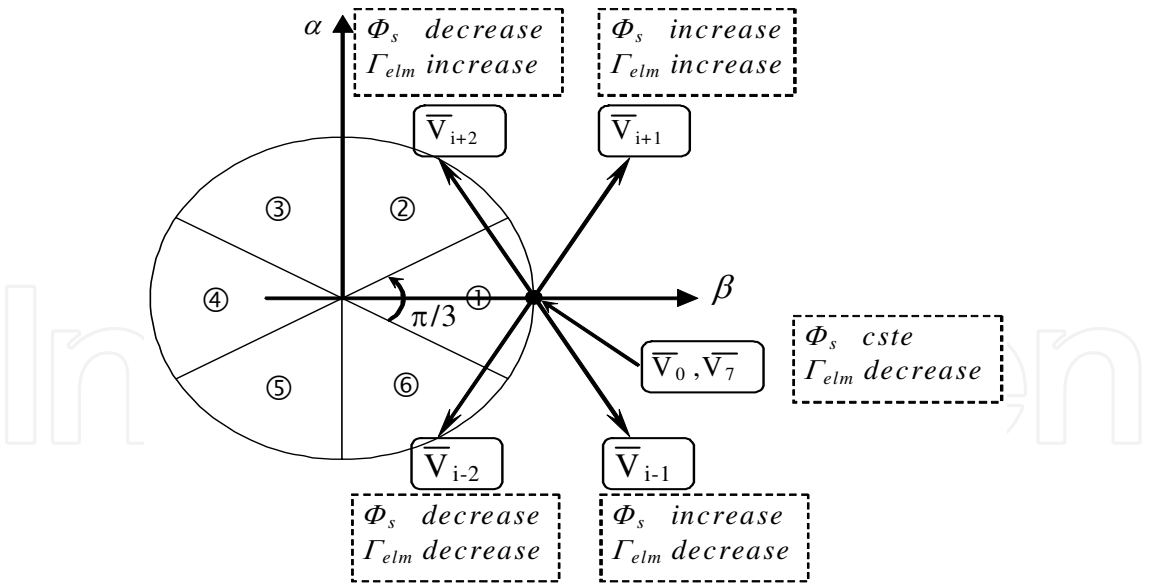 α
Φs decrease
Γelm increase
Φs increase
Γelm increase
V̅i+2
V̅i+1
③ ②
④ ① β
π/3
V̅0 , V̅7
Φs cste
Γelm decrease
⑤ ⑥
V̅i-2
V̅i-1
Φs decrease
Γelm decrease
Φs increase
Γelm decrease